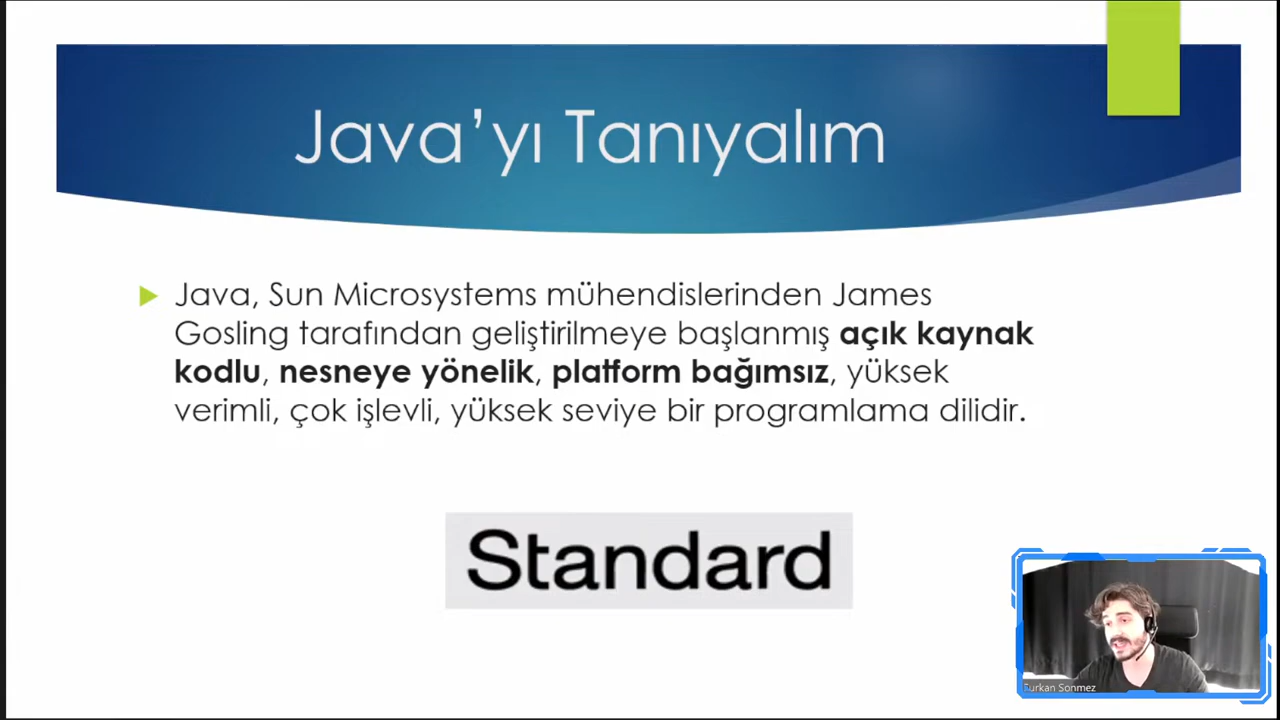 Java’yı Tanıyalım
Java, Sun Microsystems mühendislerinden James
Gosling tarafından geliştirilmeye başlanmış açık kaynak
kodlu, nesneye yönelik, platform bağımsız, yüksek
verimli, çok işlevli, yüksek seviye bir programlama dilidir.
Standard
Furkan Sonmez